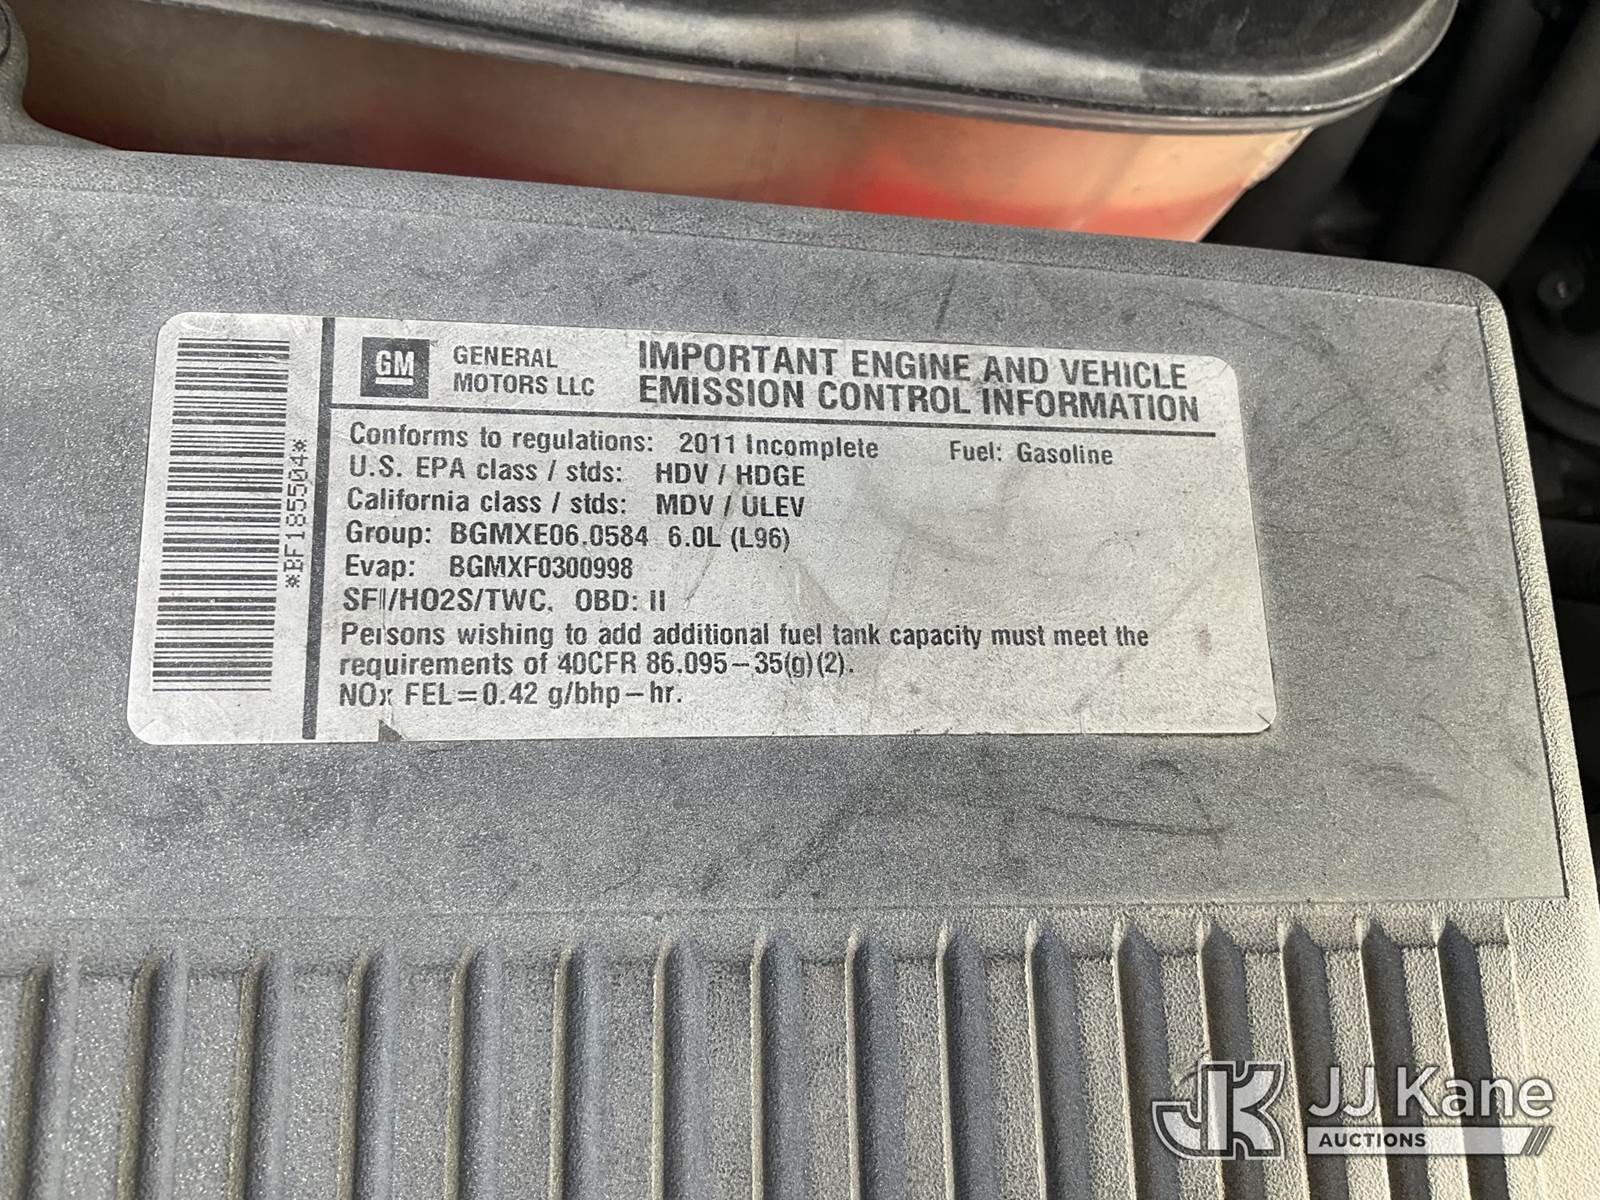 *BF185504*
GM
GENERAL
MOTORS LLC
IMPORTANT ENGINE AND VEHICLE
EMISSION CONTROL INFORMATION
Conforms to regulations: 2011 Incomplete Fuel: Gasoline
U.S. EPA class / stds: HDV / HDGE
California class / stds: MDV / ULEV
Group: BGMXE06.0584 6.0L (L96)
Evap: BGMXF0300998
SFI/HO2S/TWC, OBD: II
Persons wishing to add additional fuel tank capacity must meet the
requirements of 40CFR 86.095-35(g)(2).
NOx FEL=0.42 g/bhp-hr.
JK JJ Kane
AUCTIONS